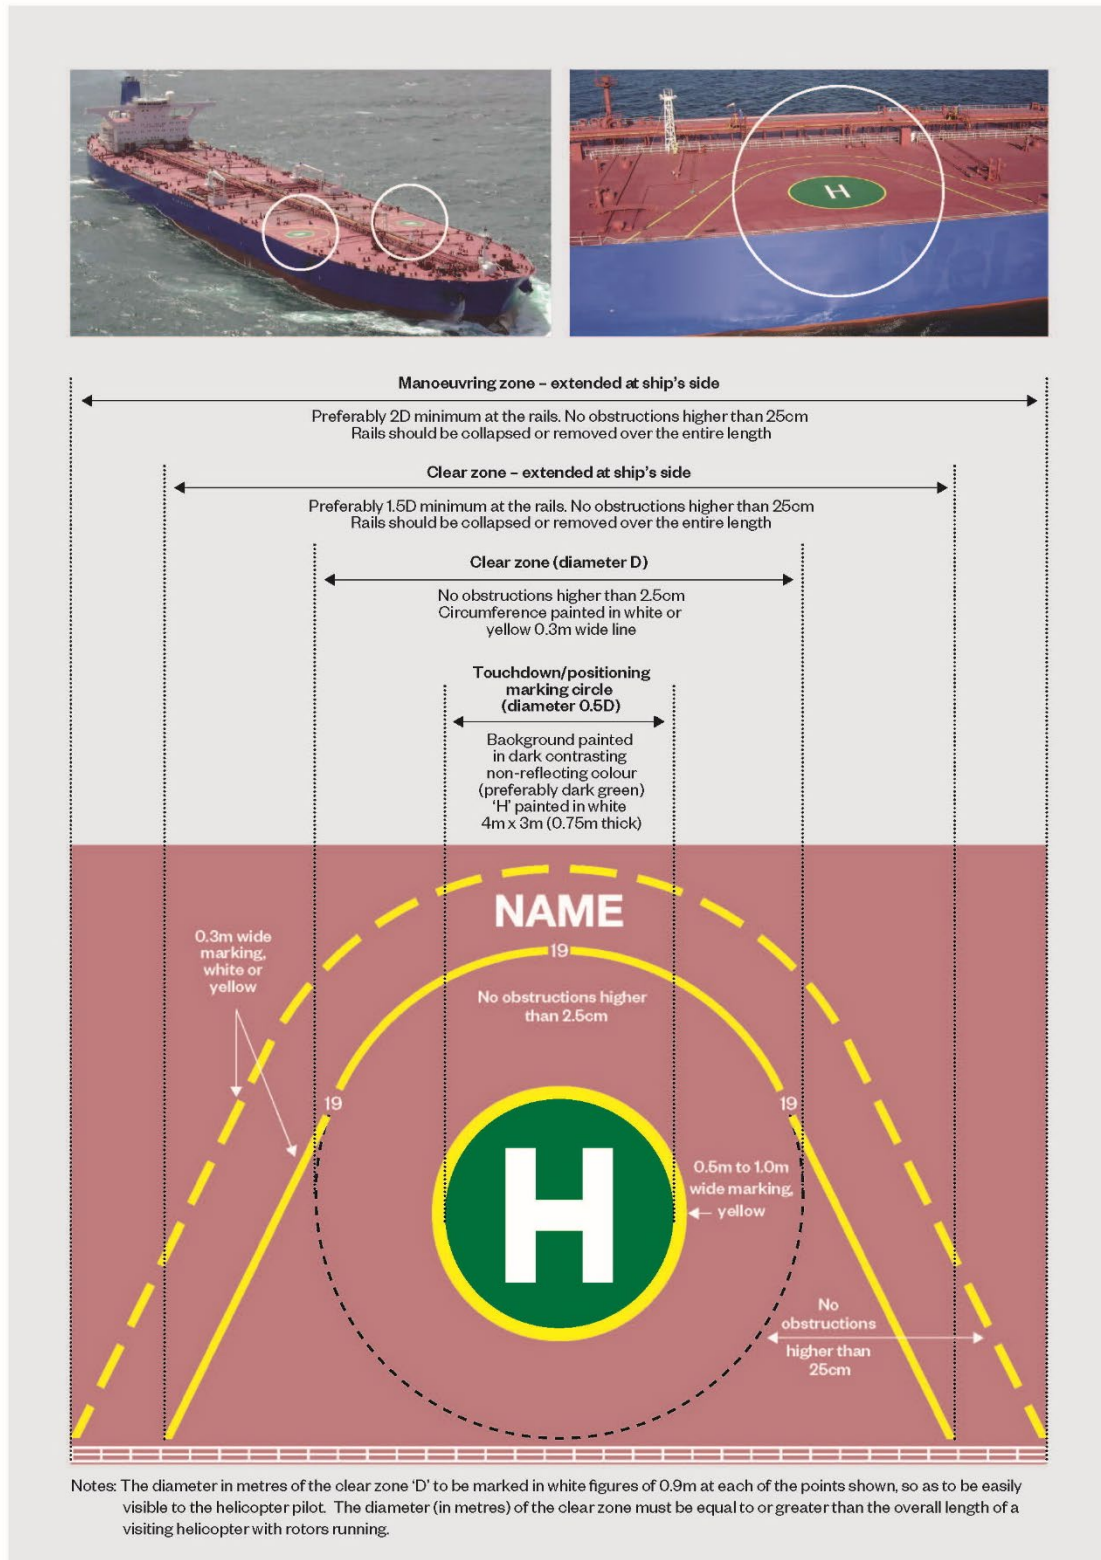 H
Manoeuvring zone – extended at ship's side
Preferably 2D minimum at the rails. No obstructions higher than 25cm
Rails should be collapsed or removed over the entire length
Clear zone – extended at ship's side
Preferably 1.5D minimum at the rails. No obstructions higher than 25cm
Rails should be collapsed or removed over the entire length
Clear zone (diameter D)
No obstructions higher than 2.5cm
Circumference painted in white or
yellow 0.3m wide line
Touchdown/positioning
marking circle
(diameter 0.5D)
Background painted
in dark contrasting
non-reflecting colour
(preferably dark green)
'H' painted in white
4m x 3m (0.75m thick)
NAME
0.3m wide
marking,
white or
yellow
19
No obstructions higher
than 2.5cm
19
19
H
0.5m to 1.0m
wide marking,
yellow
No
obstructions
higher than
25cm
Notes: The diameter in metres of the clear zone 'D' to be marked in white figures of 0.9m at each of the points shown, so as to be easily
visible to the helicopter pilot. The diameter (in metres) of the clear zone must be equal to or greater than the overall length of a
visiting helicopter with rotors running.